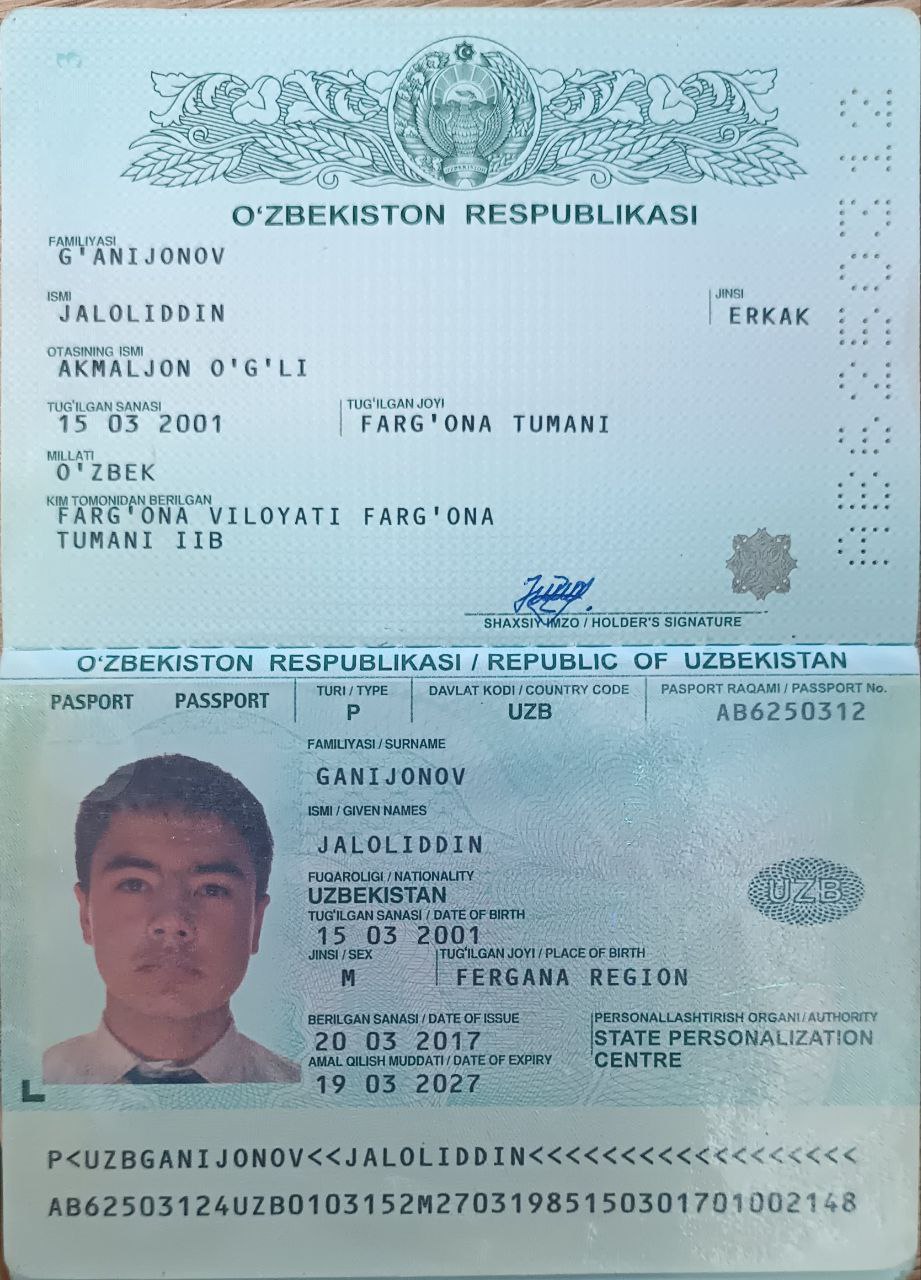 O'ZBEKISTON RESPUBLIKASI
FAMILIYASI
G'ANIJONOV
ISMI
JALOLIDDIN
JINSI
ERKAK
OTASINING ISMI
AKMALJON O'G'LI
TUG'ILGAN SANASI
15 03 2001
TUG'ILGAN JOYI
FARG'ONA TUMANI
MILLATI
O'ZBEK
KIM TOMONIDAN BERILGAN
FARG'ONA VILOYATI FARG'ONA
TUMANI IIB
SHAXSIY IMZO / HOLDER'S SIGNATURE
O'ZBEKISTON RESPUBLIKASI / REPUBLIC OF UZBEKISTAN
PASPORT PASSPORT
TURI / TYPE
P
DAVLAT KODI / COUNTRY CODE
UZB
PASPORT RAQAMI / PASSPORT No.
AB6250312
FAMILIYASI / SURNAME
GANIJONOV
ISMI / GIVEN NAMES
JALOLIDDIN
FUQAROLIGI / NATIONALITY
UZBEKISTAN
UZB
TUG'ILGAN SANASI / DATE OF BIRTH
15 03 2001
JINSI / SEX
M
TUG'ILGAN JOYI / PLACE OF BIRTH
FERGANA REGION
BERILGAN SANASI / DATE OF ISSUE
20 03 2017
PERSONALLASHTIRISH ORGANI / AUTHORITY
STATE PERSONALIZATION
CENTRE
AMAL QILISH MUDDATI / DATE OF EXPIRY
19 03 2027
P<UZBGANIJONOV<<JALOLIDDIN<<<<<<<<<<<<<<<<<<
AB62503124UZB0103152M27031985150301701002148